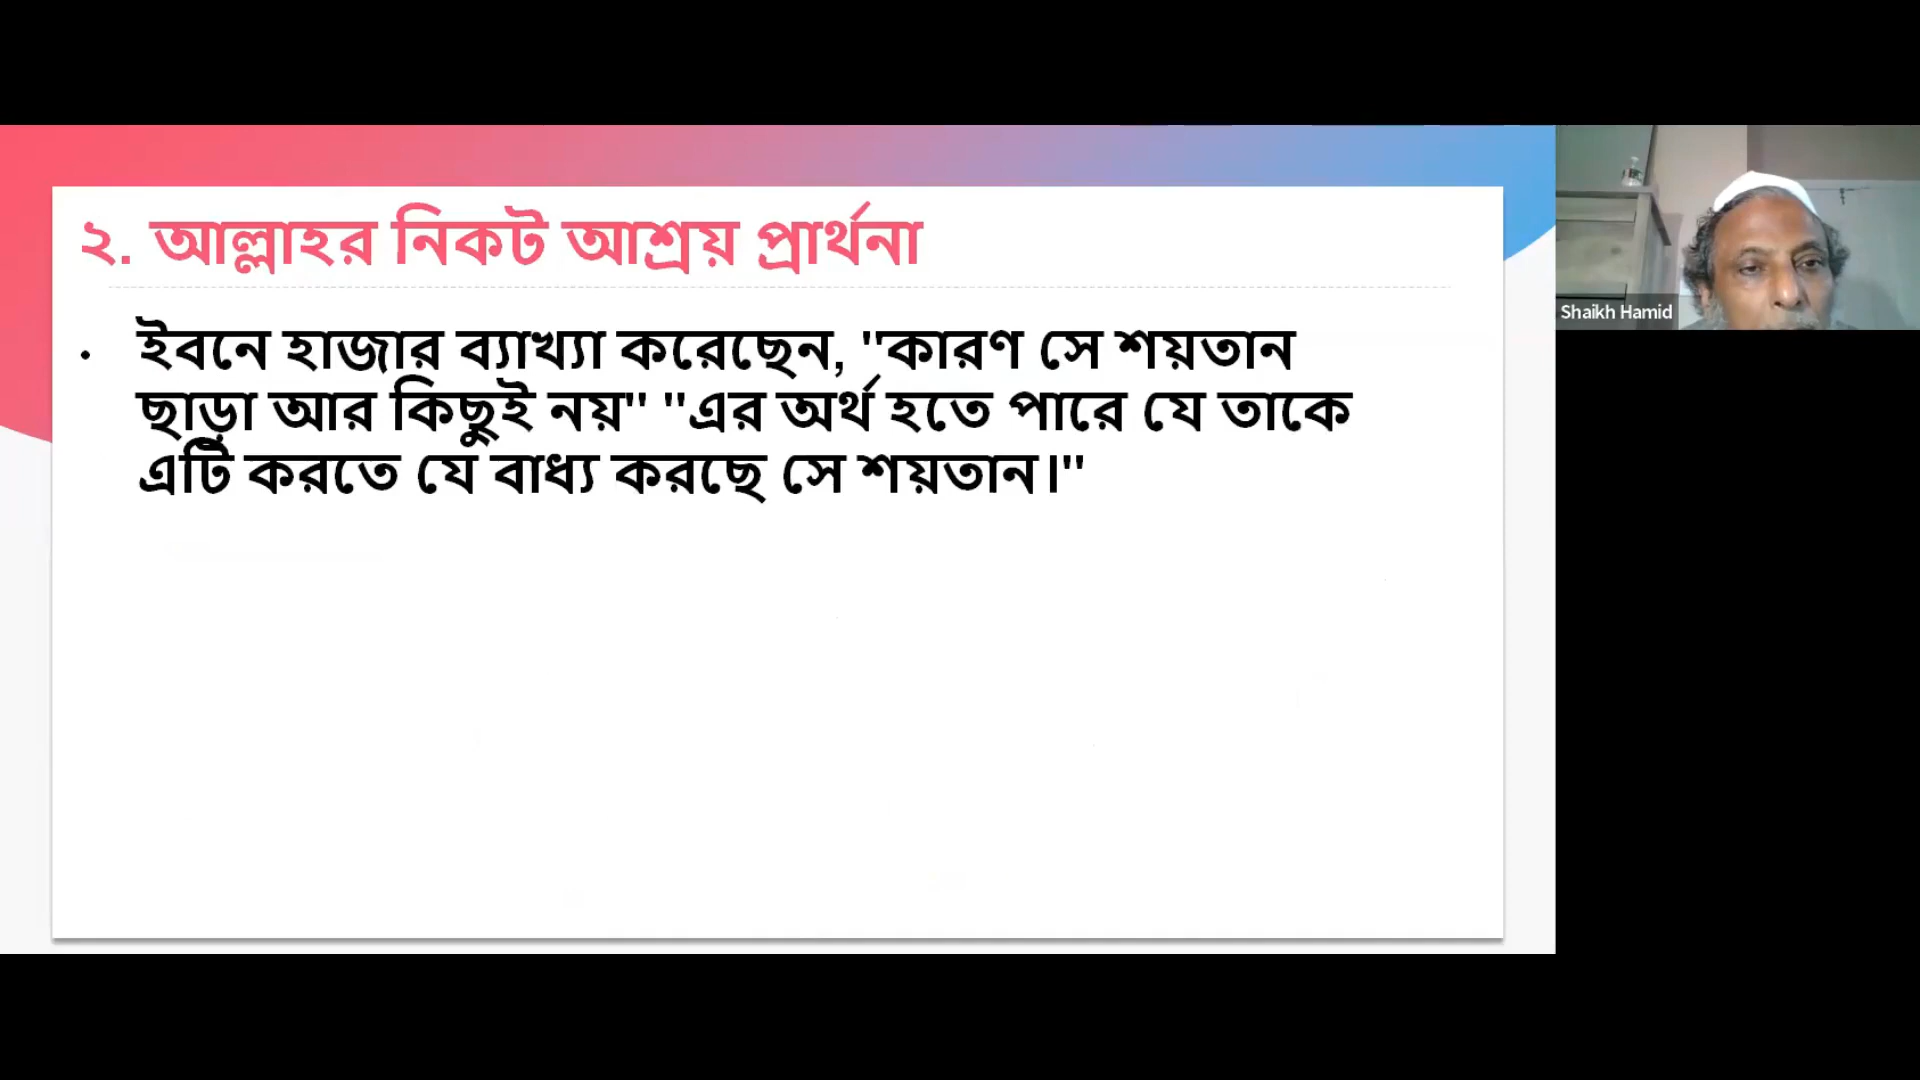 ২. আল্লাহর নিকট আশ্রয় প্রার্থনা
• ইবনে হাজার ব্যাখ্যা করেছেন, "কারণ সে শয়তান
ছাড়া আর কিছুই নয়" "এর অর্থ হতে পারে যে তাকে
এটি করতে যে বাধ্য করছে সে শয়তান।"
Shaikh Hamid